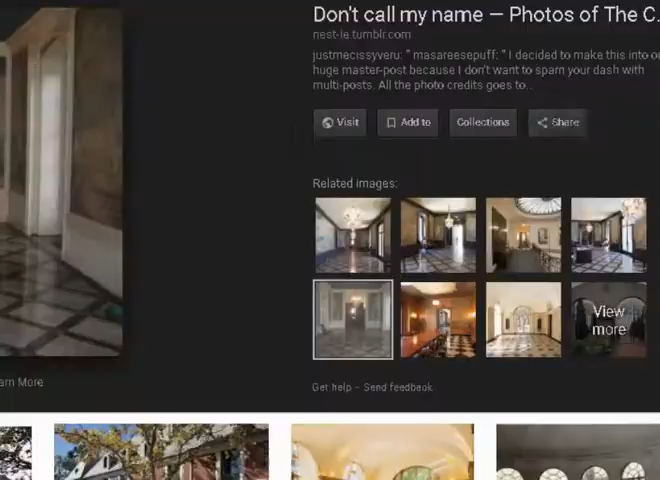 Don't call my name — Photos of The C.
nest-le.tumblr.com
justmecissyveru: " masareesepuff: " I decided to make this into
huge master-post because I don't want to spam your dash with
multi-posts. All the photo credits goes to...
Visit
Add to
Collections
Share
Related images:
View
more
Get help - Send feedback
arn More